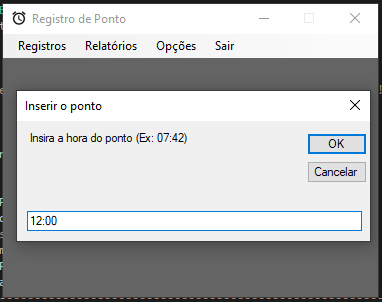 Registro de Ponto
Registros Relatórios Opções Sair
Inserir o ponto
Insira a hora do ponto (Ex: 07:42)
OK
Cancelar
12:00